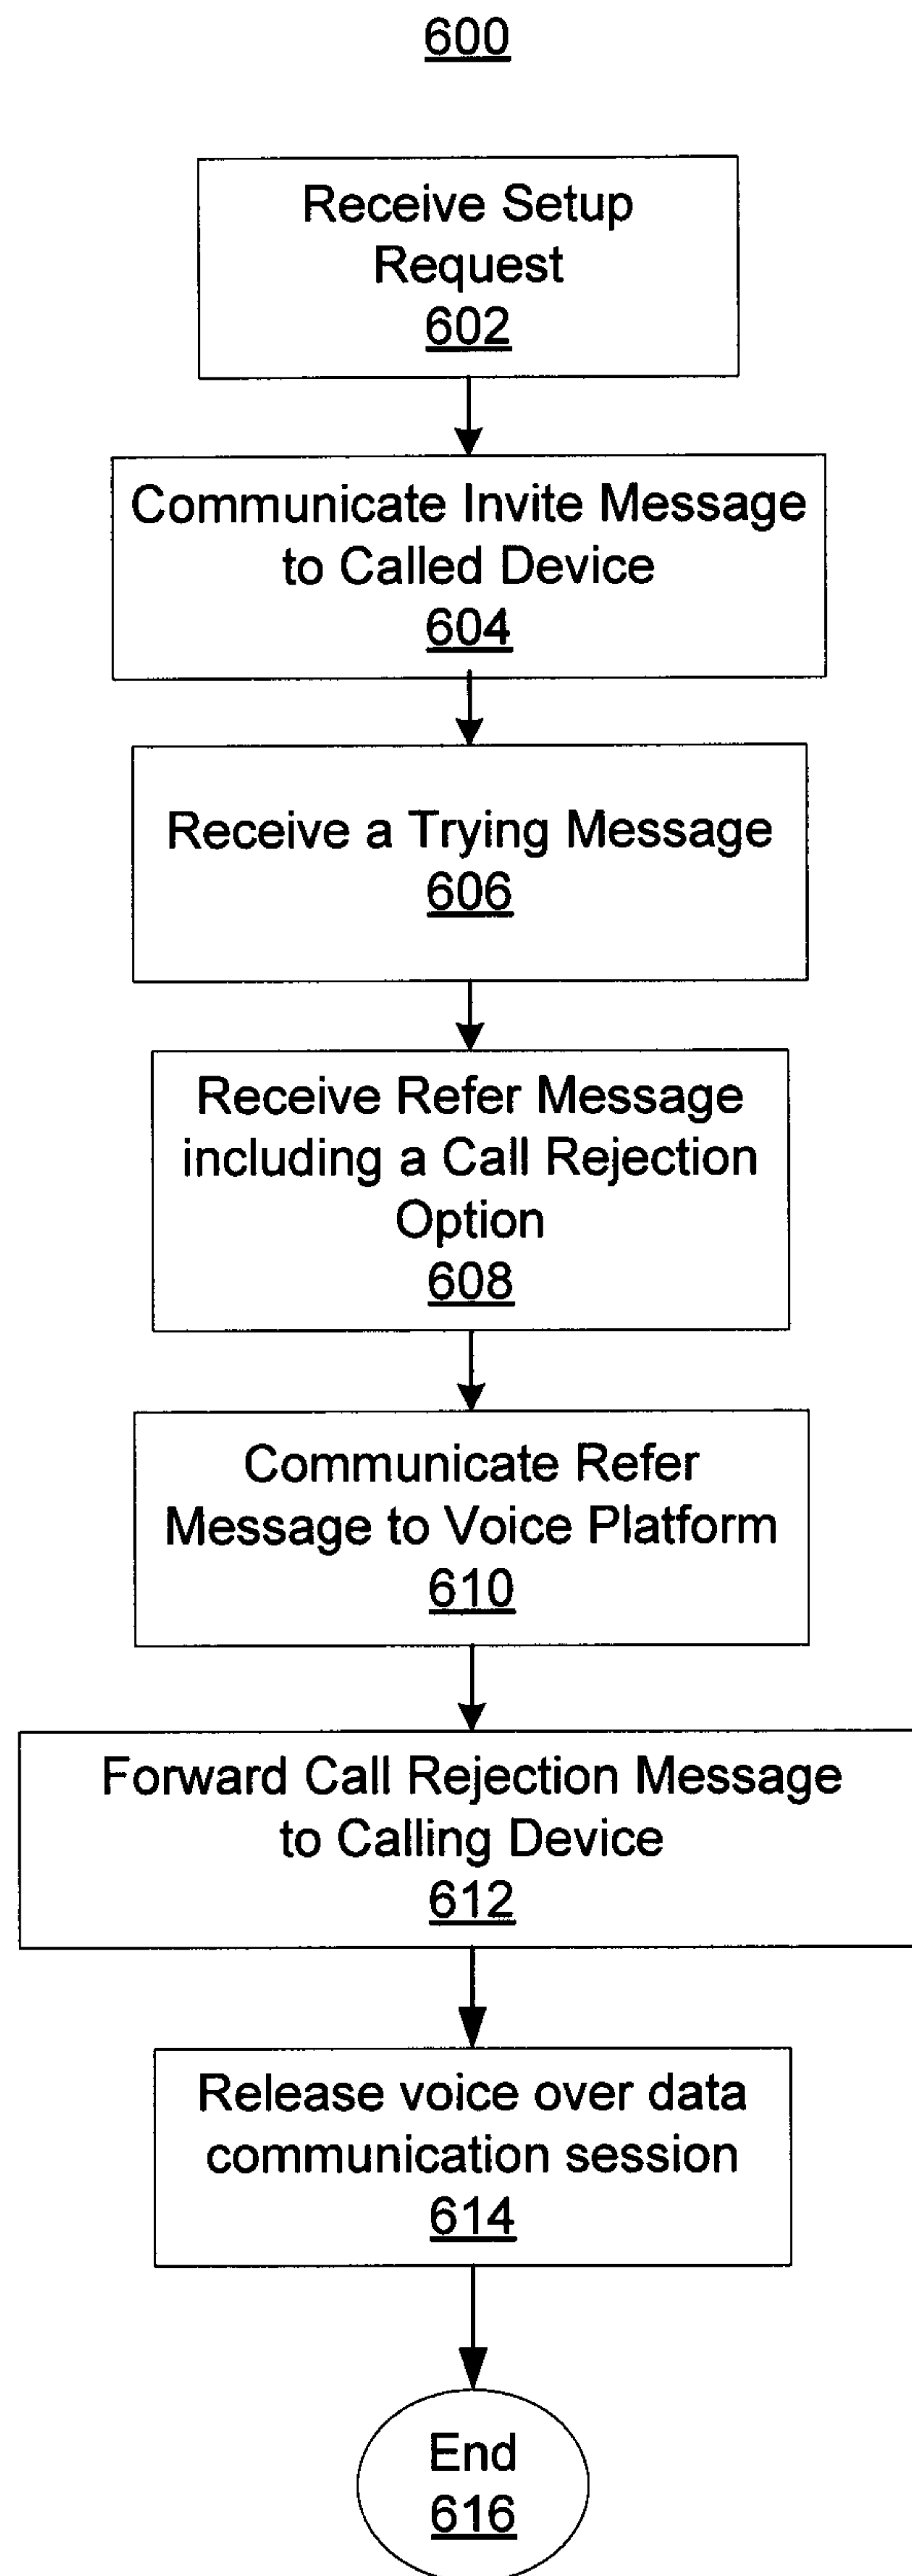 600
Receive Setup
Request
602
Communicate Invite Message
to Called Device
604
Receive a Trying Message
606
Receive Refer Message
including a Call Rejection
Option
608
Communicate Refer
Message to Voice Platform
610
Forward Call Rejection Message
to Calling Device
612
Release voice over data
communication session
614
End
616